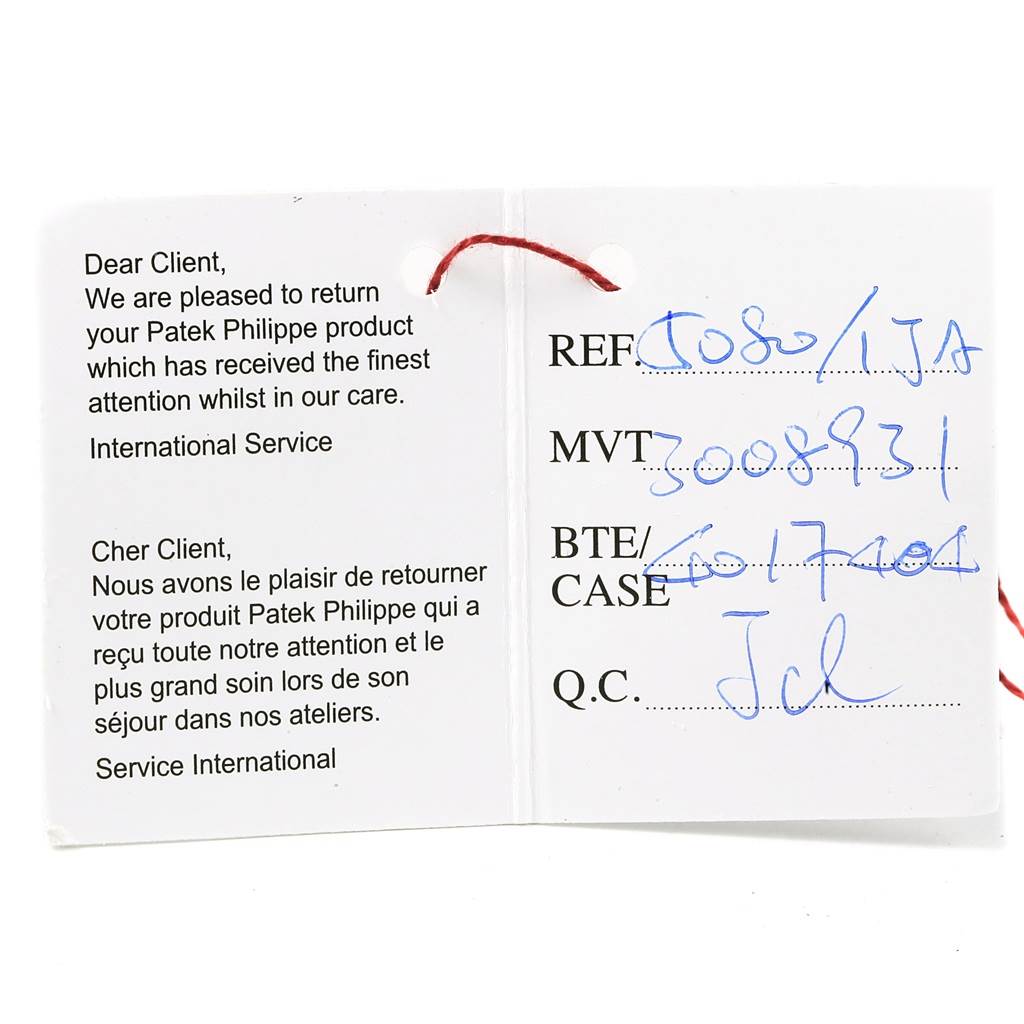 Dear Client,
We are pleased to return
your Patek Philippe product
which has received the finest
attention whilst in our care.
International Service
Cher Client,
Nous avons le plaisir de retourner
votre produit Patek Philippe qui a
reçu toute notre attention et le
plus grand soin lors de son
séjour dans nos ateliers.
Service International
REF. 5080/1JA
MVT 3008931
BTE/
CASE
Q.C.